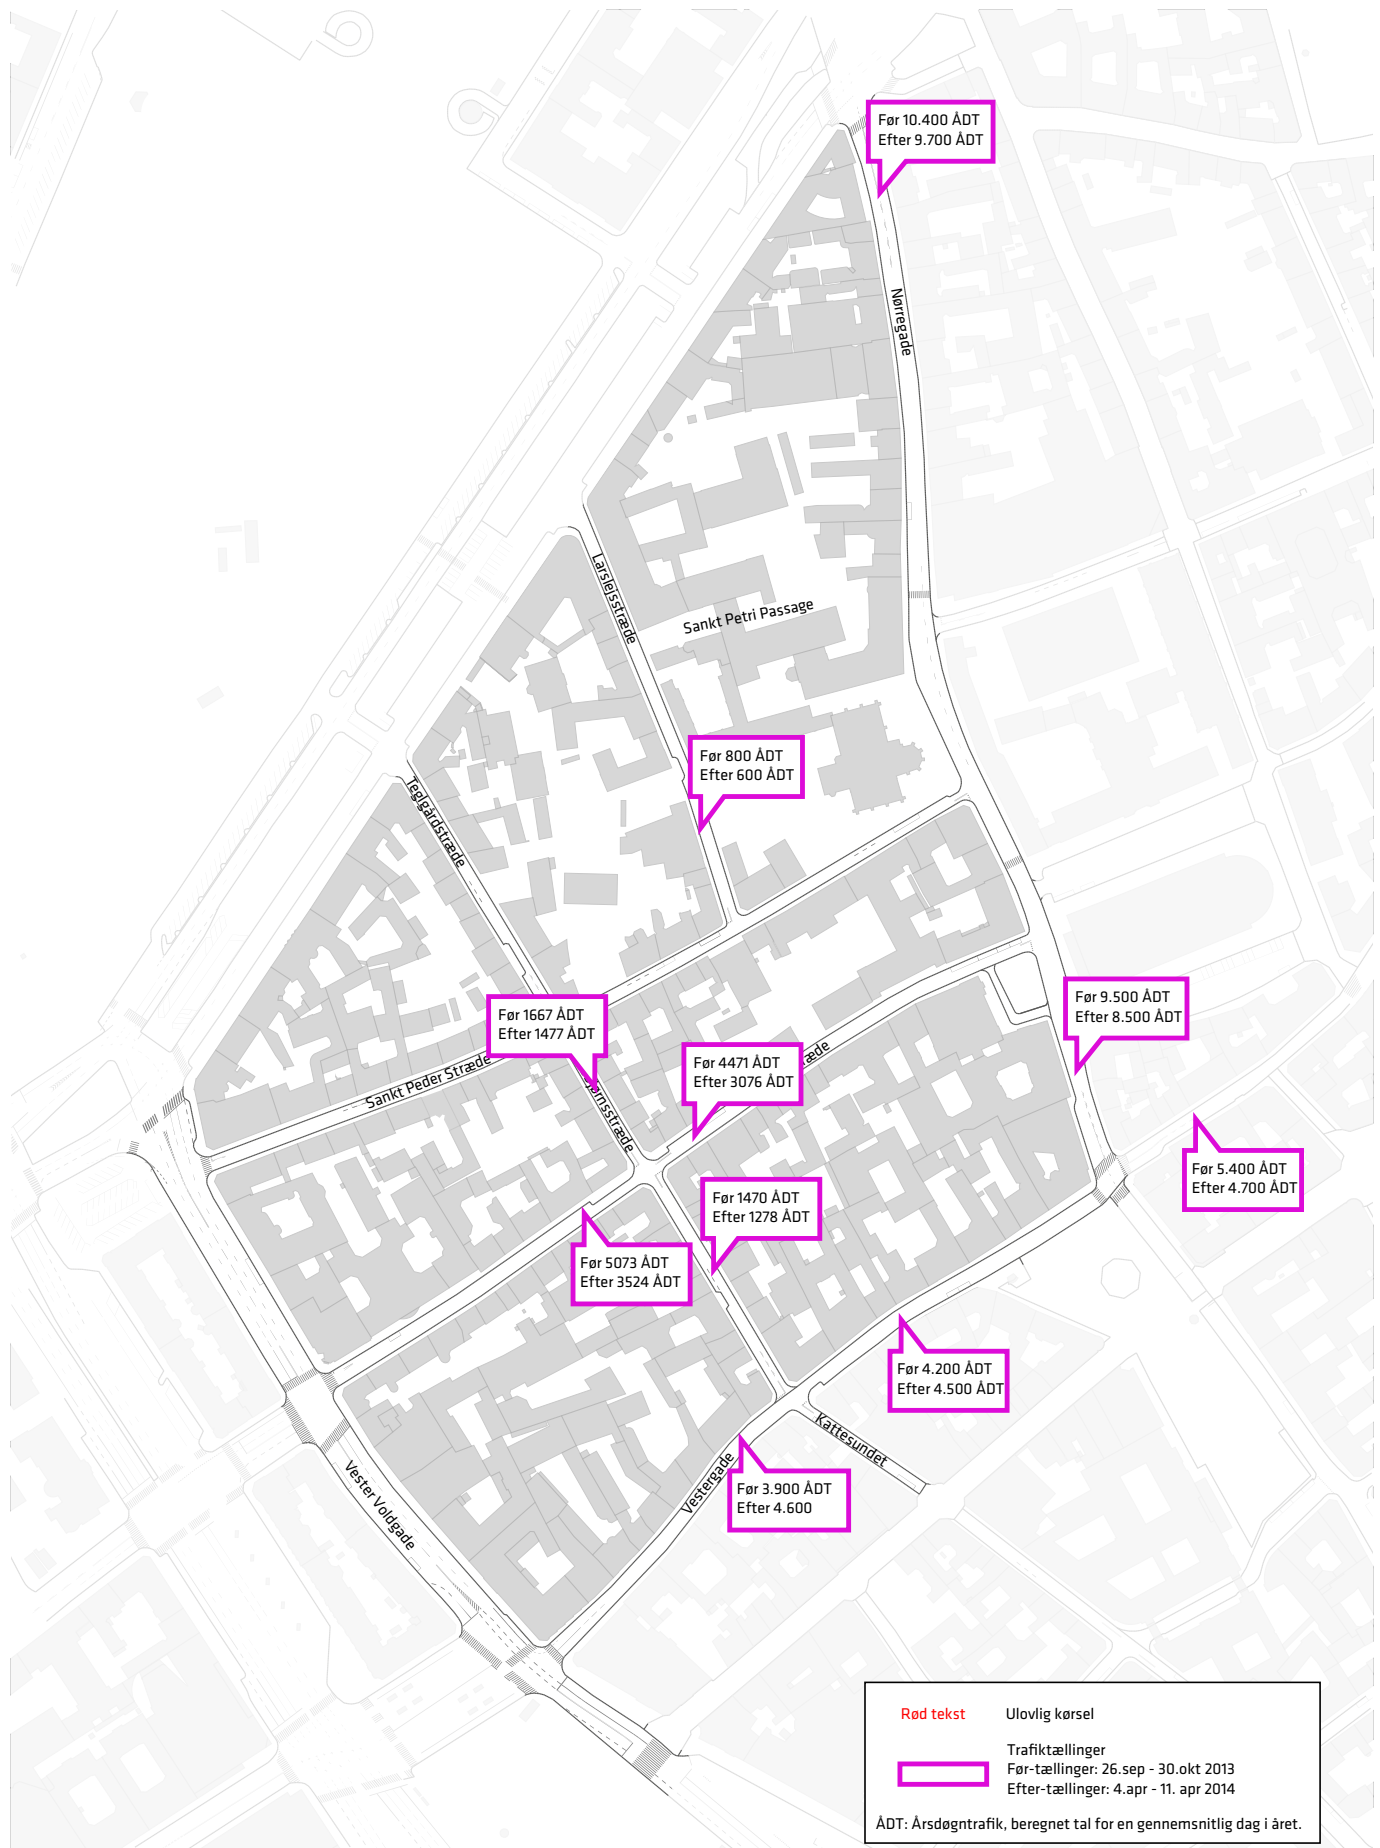 Før 10.400 ÅDT
Efter 9.700 ÅDT
Nørregade
Larslejsstræde
Sankt Petri Passage
Før 800 ÅDT
Efter 600 ÅDT
Teglgårdstræde
Før 1667 ÅDT
Efter 1477 ÅDT
Før 9.500 ÅDT
Efter 8.500 ÅDT
Før 4471 ÅDT
Efter 3076 ÅDT
æde
Sankt Peder Stræde
jørnsstræde
Før 5.400 ÅDT
Efter 4.700 ÅDT
Før 1470 ÅDT
Efter 1278 ÅDT
Før 5073 ÅDT
Efter 3524 ÅDT
Før 4.200 ÅDT
Efter 4.500 ÅDT
Kattesundet
Vestergade
Før 3.900 ÅDT
Efter 4.600
Vester Voldgade
Rød tekst Ulovlig kørsel
Trafiktællinger
Før-tællinger: 26.sep - 30.okt 2013
Efter-tællinger: 4.apr - 11. apr 2014
ÅDT: Årsdøgntrafik, beregnet tal for en gennemsnitlig dag i året.